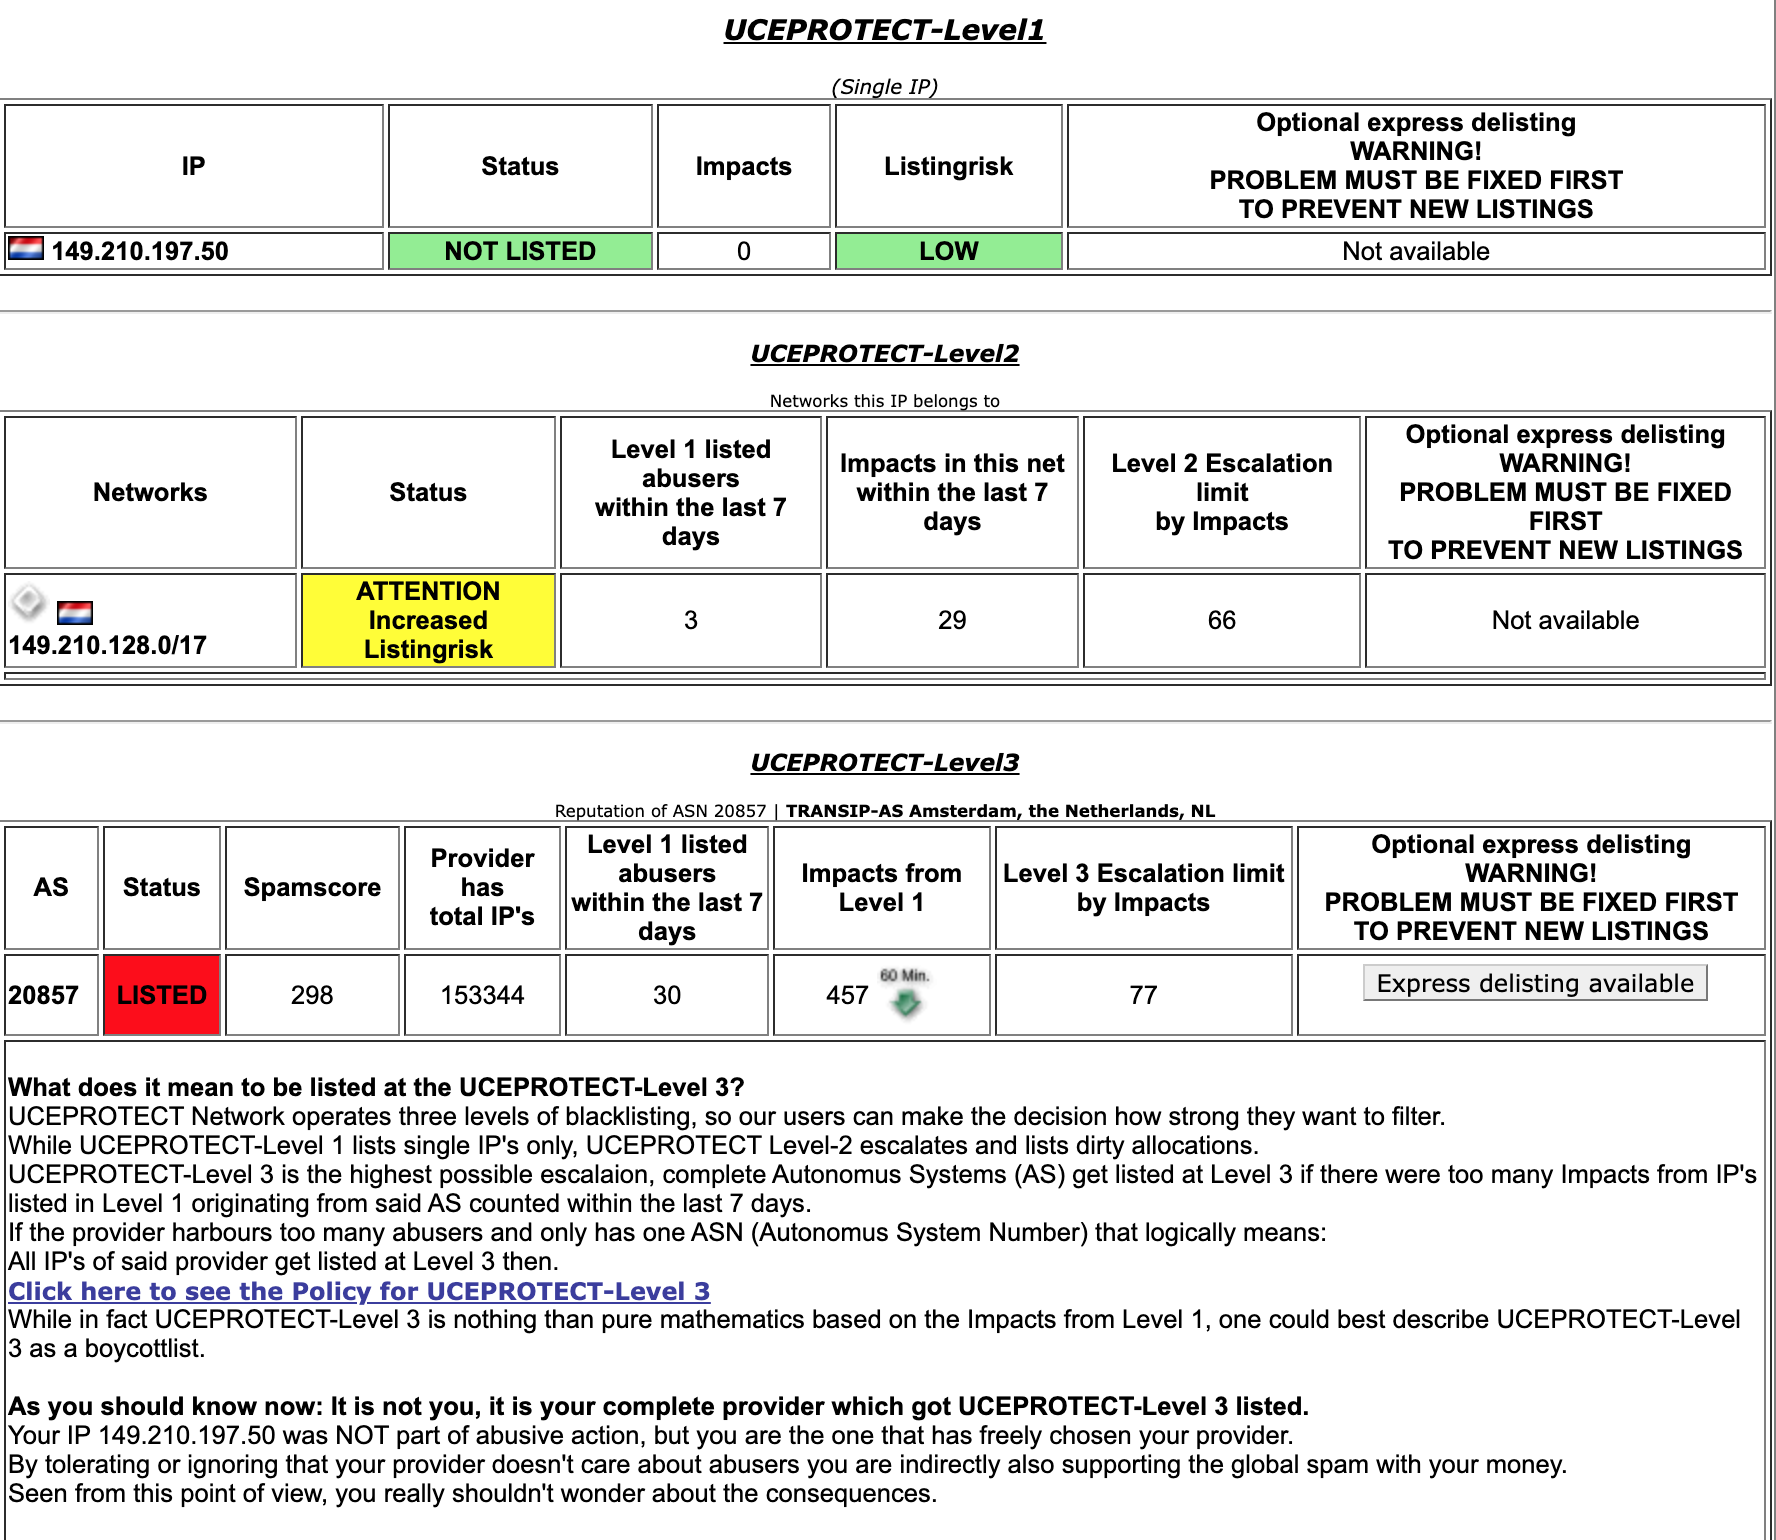 UCEPROTECT-Level1
(Single IP)
IP
Status
Impacts
Listingrisk
Optional express delisting
WARNING!
PROBLEM MUST BE FIXED FIRST
TO PREVENT NEW LISTINGS
149.210.197.50
NOT LISTED
0
LOW
Not available
UCEPROTECT-Level2
Networks this IP belongs to
Networks
Status
Level 1 listed
abusers
within the last 7
days
Impacts in this net
within the last 7
days
Level 2 Escalation
limit
by Impacts
Optional express delisting
WARNING!
PROBLEM MUST BE FIXED
FIRST
TO PREVENT NEW LISTINGS
149.210.128.0/17
ATTENTION
Increased
Listingrisk
3
29
66
Not available
UCEPROTECT-Level3
Reputation of ASN 20857 | TRANSIP-AS Amsterdam, the Netherlands, NL
AS
Status
Spamscore
Provider
has
total IP's
Level 1 listed
abusers
within the last 7
days
Impacts from
Level 1
Level 3 Escalation limit
by Impacts
Optional express delisting
WARNING!
PROBLEM MUST BE FIXED FIRST
TO PREVENT NEW LISTINGS
20857
LISTED
298
153344
30
457
60 Min.
77
Express delisting available
What does it mean to be listed at the UCEPROTECT-Level 3?
UCEPROTECT Network operates three levels of blacklisting, so our users can make the decision how strong they want to filter.
While UCEPROTECT-Level 1 lists single IP's only, UCEPROTECT Level-2 escalates and lists dirty allocations.
UCEPROTECT-Level 3 is the highest possible escalaion, complete Autonomus Systems (AS) get listed at Level 3 if there were too many Impacts from IP's
listed in Level 1 originating from said AS counted within the last 7 days.
If the provider harbours too many abusers and only has one ASN (Autonomus System Number) that logically means:
All IP's of said provider get listed at Level 3 then.
Click here to see the Policy for UCEPROTECT-Level 3
While in fact UCEPROTECT-Level 3 is nothing than pure mathematics based on the Impacts from Level 1, one could best describe UCEPROTECT-Level
3 as a boycottlist.
As you should know now: It is not you, it is your complete provider which got UCEPROTECT-Level 3 listed.
Your IP 149.210.197.50 was NOT part of abusive action, but you are the one that has freely chosen your provider.
By tolerating or ignoring that your provider doesn't care about abusers you are indirectly also supporting the global spam with your money.
Seen from this point of view, you really shouldn't wonder about the consequences.